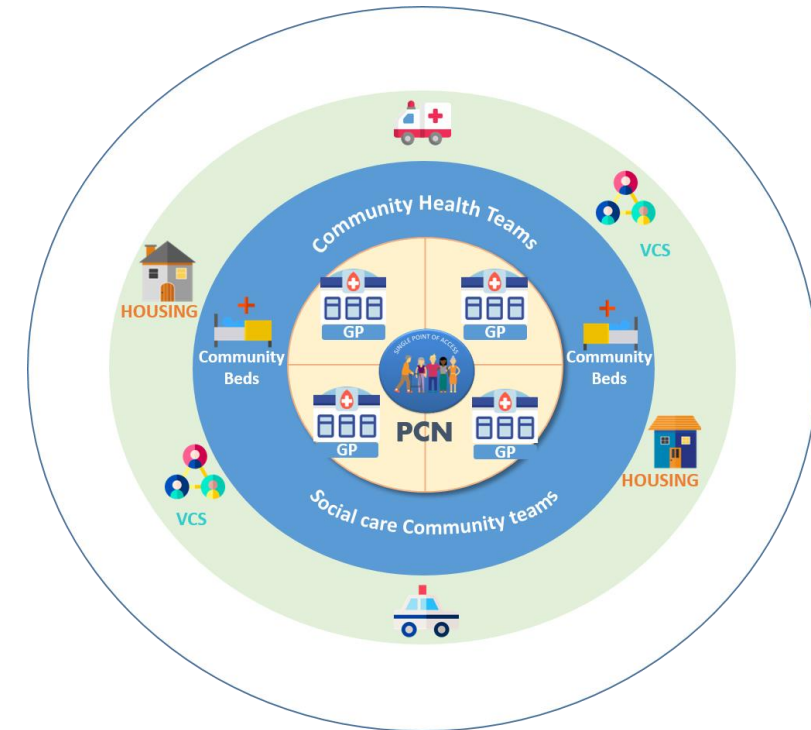 Community Health Teams
VCS
HOUSING
GP
GP
Community
Beds
SINGLE POINT OF ACCESS
Community
Beds
PCN
GP
GP
HOUSING
VCS
Social care Community teams